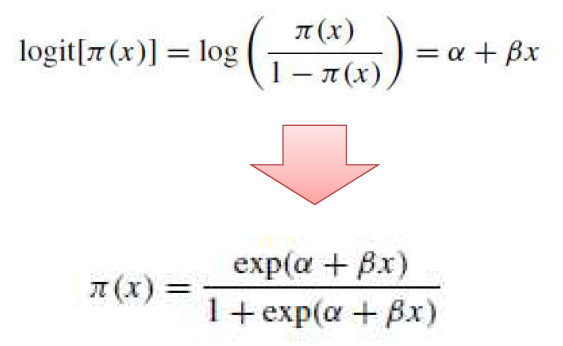 logit[π(x)] = log(π(x) / (1 − π(x))) = α + βx
π(x) = exp(α + βx) / (1 + exp(α + βx))